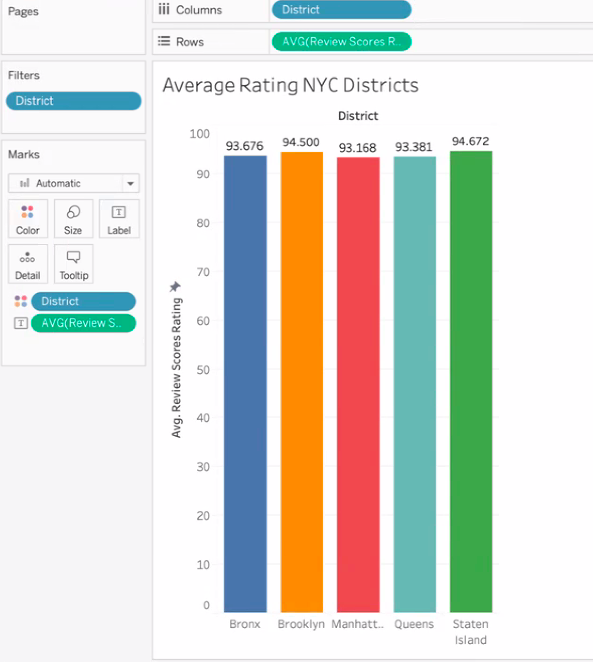 Pages
Columns
District
Rows
AVG(Review Scores R..
Filters
District
Marks
Automatic
Color
Size
Label
Detail
Tooltip
District
AVG(Review S..
Average Rating NYC Districts
District
Avg. Review Scores Rating
100
90
80
70
60
50
40
30
20
10
0
93.676
94.500
93.168
93.381
94.672
Bronx
Brooklyn
Manhatt..
Queens
Staten
Island